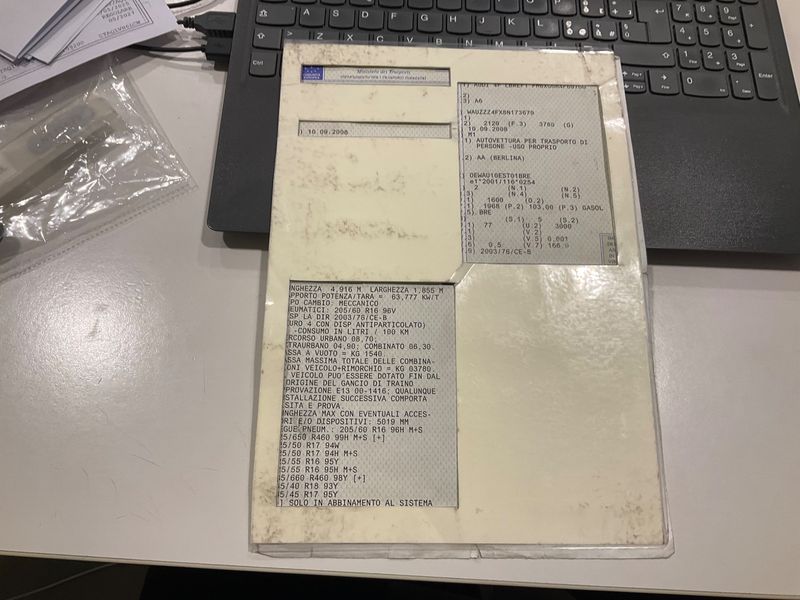 COMUNITÀ EUROPEA
Ministero dei Trasporti
) 10.09.2008
1) AUDI
2)
3) A6
WAUZZZ4FX8N173679
1)
2) 2120 (F.3) 3780 (G)
10.09.2008
M1
1) AUTOVETTURA PER TRASPORTO DI
PERSONE -USO PROPRIO
2) AA (BERLINA)
OEWAU10EST01BRE
e1*2001/116*0254
2 (N.1) (N.2)
3) (N.4) (N.5)
.1) 1600 (O.2)
.1) 1968 (P.2) 103,00 (P.3) GASOL
.5) BRE
(S.1) 5 (S.2)
.1) 77 (U.2) 3000
.1) (V.2)
.3) (V.5) 0,001
.6) 0,5 (V.7) 166,0
.9) 2003/76/CE-B
NGHEZZA 4,916 M LARGHEZZA 1,855 M
PPORTO POTENZA/TARA = 63,777 KW/T
PO CAMBIO: MECCANICO
EUMATICI: 205/60 R16 96V
SP LA DIR 2003/76/CE-B
URO 4 CON DISP ANTIPARTICOLATO)
-CONSUMO IN LITRI / 100 KM
RCORSO URBANO 08,70;
TRAURBANO 04,90; COMBINATO 06,30.
ASSA A VUOTO = KG 1540.
ASSA MASSIMA TOTALE DELLE COMBINA-
ONI VEICOLO+RIMORCHIO = KG 03780.
VEICOLO PUO'ESSERE DOTATO FIN DAL
ORIGINE DEL GANCIO DI TRAINO
PROVAZIONE E13 00-1416; QUALUNQUE
STALLAZIONE SUCCESSIVA COMPORTA
SITA E PROVA.
NGHEZZA MAX CON EVENTUALI ACCES-
ORI E/O DISPOSITIVI: 5019 MM
EGUE PNEUM.: 205/60 R16 96H M+S
5/650 R460 99H M+S [+]
5/50 R17 94W
5/50 R17 94H M+S
5/55 R16 95Y
5/55 R16 95H M+S
5/660 R460 98Y [+]
5/40 R18 93Y
5/45 R17 95Y
] SOLO IN ABBINAMENTO AL SISTEMA